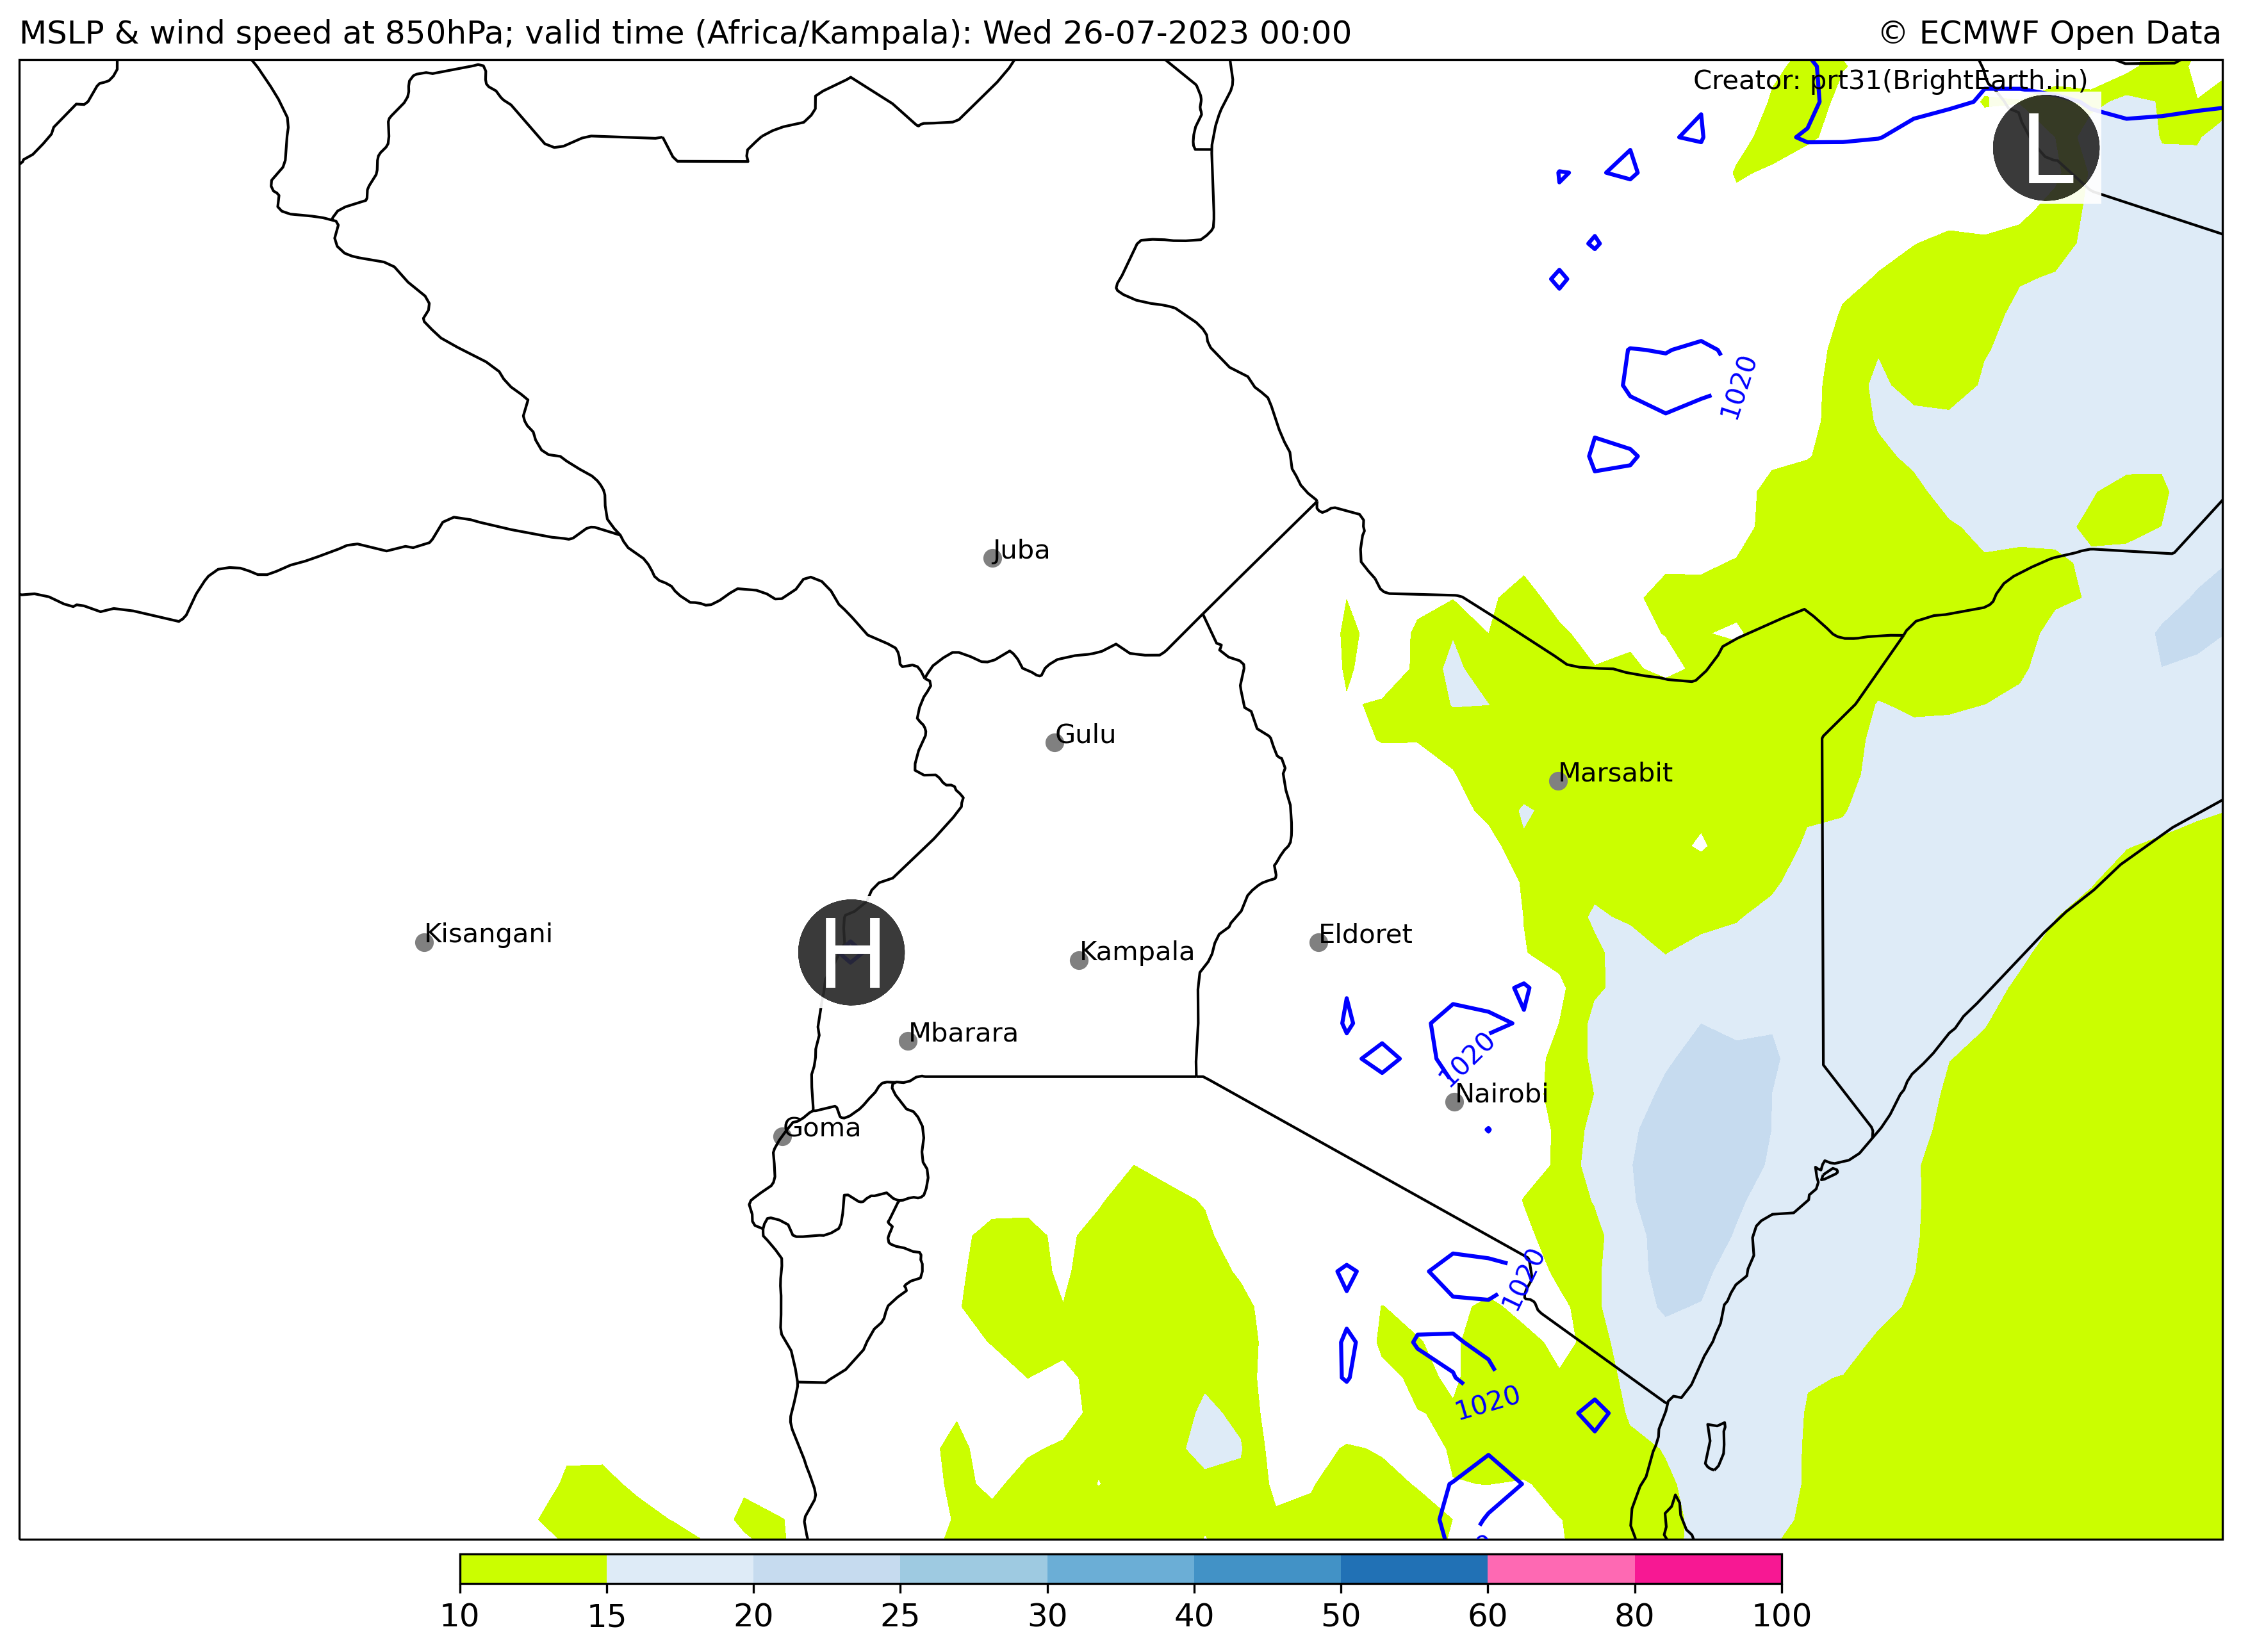 MSLP & wind speed at 850hPa; valid time (Africa/Kampala): Wed 26-07-2023 00:00
© ECMWF Open Data
Creator: prt31(BrightEarth.in)
L
1020
Juba
Gulu
Marsabit
Kisangani
H
Kampala
Eldoret
Mbarara
1020
Nairobi
Goma
1020
1020
10 15 20 25 30 40 50 60 80 100